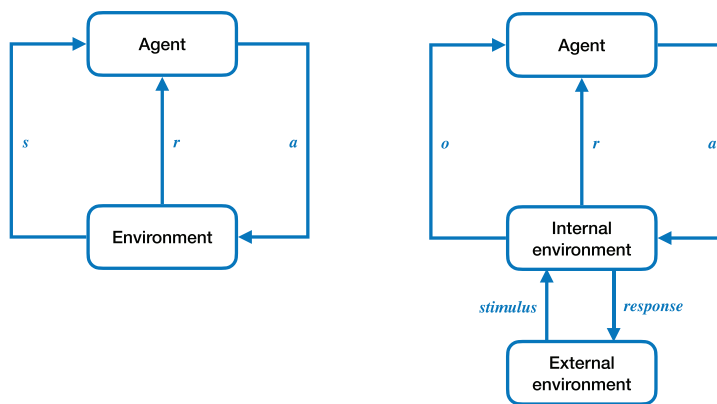 Agent
s
r
a
Environment
Agent
o
r
a
Internal
environment
stimulus
response
External
environment